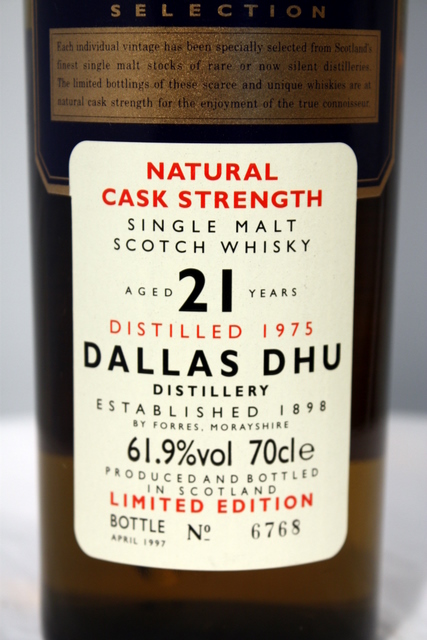 SELECTION
Each individual vintage has been specially selected from Scotland's
finest single malt stocks of rare or now silent distilleries.
The limited bottlings of these scarce and unique whiskies are at
natural cask strength for the enjoyment of the true connoisseur.
NATURAL
CASK STRENGTH
SINGLE MALT
SCOTCH WHISKY
AGED 21 YEARS
DISTILLED 1975
DALLAS DHU
DISTILLERY
ESTABLISHED 1898
BY FORRES, MORAYSHIRE
61.9%vol 70cl e
PRODUCED AND BOTTLED
IN SCOTLAND
LIMITED EDITION
BOTTLE Nº 6768
APRIL 1997